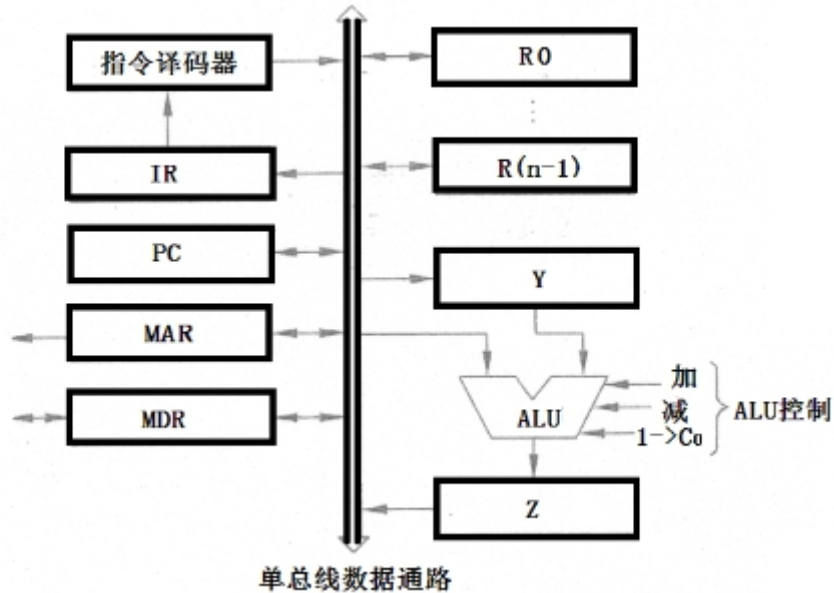 指令译码器
R0
IR
R(n-1)
PC
Y
MAR
加
MDR
ALU
减
ALU控制
1->C0
Z
单总线数据通路